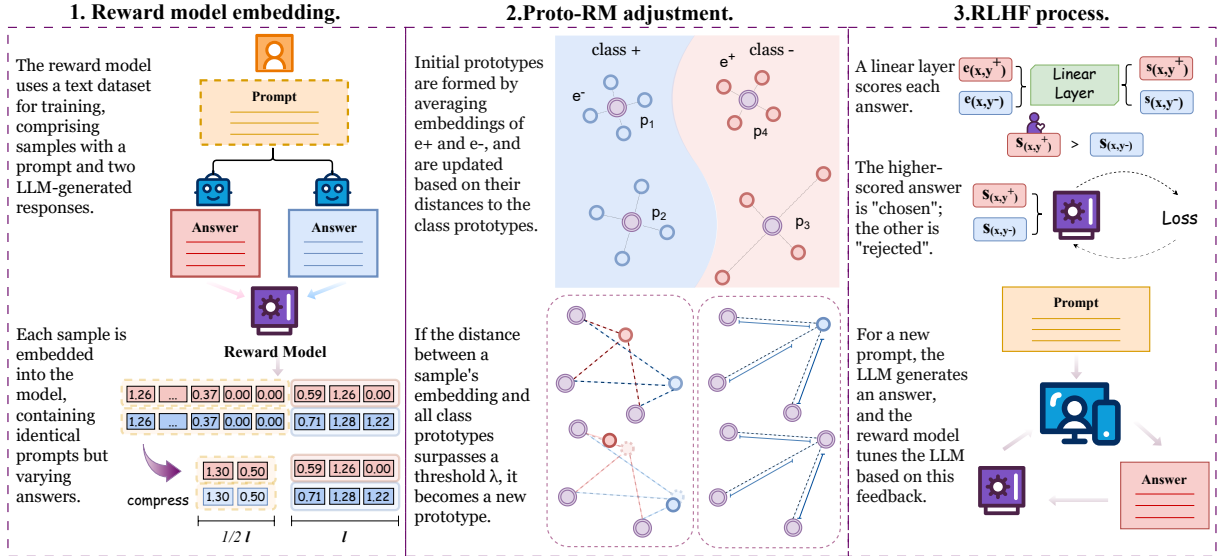 1. Reward model embedding.
The reward model
uses a text dataset
for training,
comprising
samples with a
prompt and two
LLM-generated
responses.
Prompt
Answer
Answer
Reward Model
Each sample is
embedded
into the
model,
containing
identical
prompts but
varying
answers.
1.26 ... 0.37 0.00 0.00 0.59 1.26 0.00
1.26 ... 0.37 0.00 0.00 0.71 1.28 1.22
compress
1.30 0.50 0.59 1.26 0.00
1.30 0.50 0.71 1.28 1.22
1/2 l l
2.Proto-RM adjustment.
Initial prototypes
are formed by
averaging
embeddings of
e+ and e-, and
are updated
based on their
distances to the
class prototypes.
class + class -
e⁻ e⁺
p₁ p₄
p₂ p₃
If the distance
between a
sample's
embedding and
all class
prototypes
surpasses a
threshold λ, it
becomes a new
prototype.
3.RLHF process.
A linear layer
scores each
answer.
e(x,y⁺)
e(x,y-)
Linear
Layer
s(x,y⁺)
s(x,y-)
s(x,y⁺) > s(x,y-)
The higher-
scored answer
is "chosen";
the other is
"rejected".
s(x,y⁺)
s(x,y-)
Loss
Prompt
For a new
prompt, the
LLM generates
an answer,
and the
reward model
tunes the LLM
based on this
feedback.
Answer